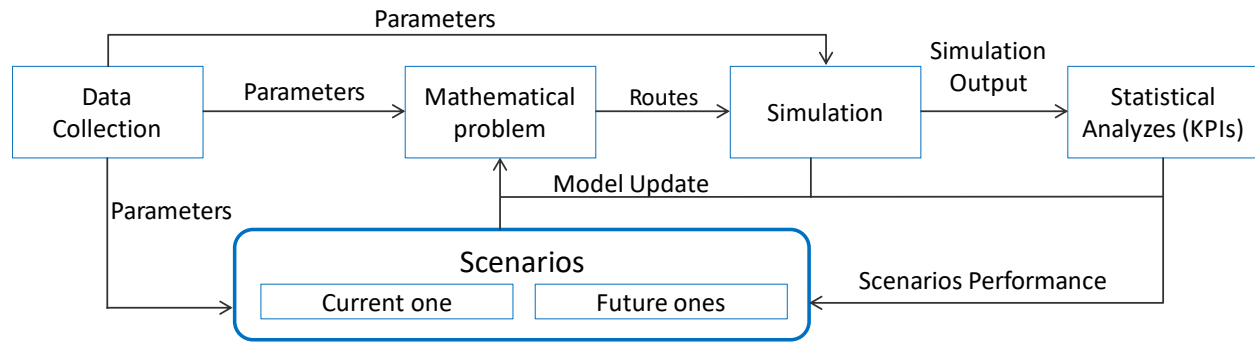 Parameters
Data
Collection
Parameters
Mathematical
problem
Routes
Simulation
Simulation
Output
Statistical
Analyzes (KPIs)
Model Update
Parameters
Scenarios
Current one
Future ones
Scenarios Performance